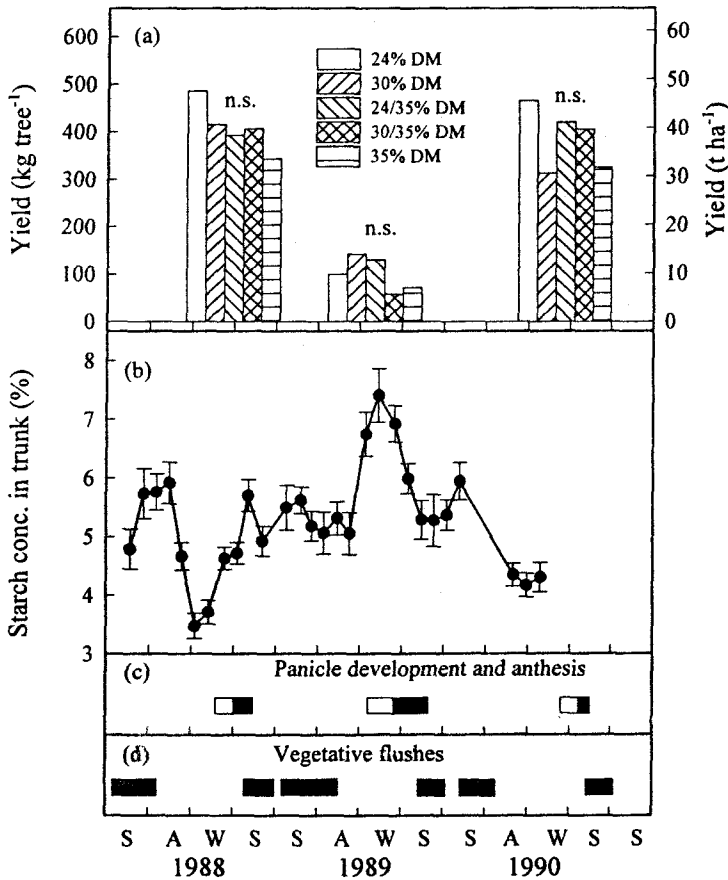 (a)
600
500
400
300
200
100
0
Yield (kg tree⁻¹)
24% DM
30% DM
24/35% DM
30/35% DM
35% DM
n.s.
n.s.
n.s.
60
50
40
30
20
10
0
Yield (t ha⁻¹)
(b)
8
7
6
5
4
3
Starch conc. in trunk (%)
(c)
Panicle development and anthesis
(d)
Vegetative flushes
S A W S S A W S S A W S S
1988 1989 1990